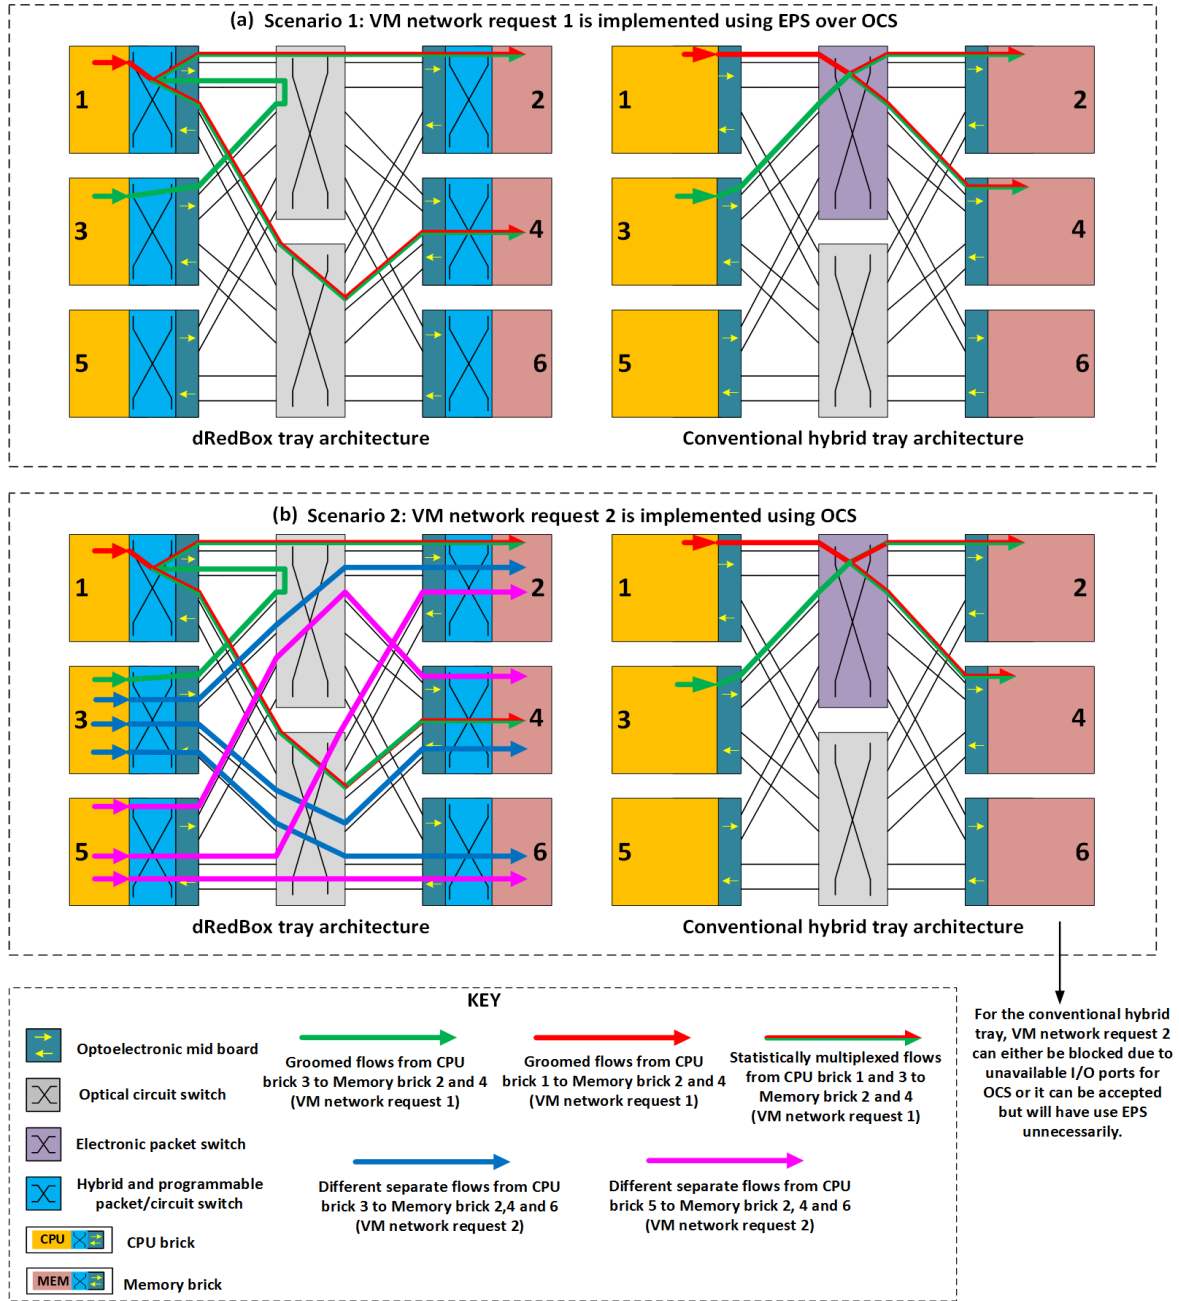 (a) Scenario 1: VM network request 1 is implemented using EPS over OCS
1
2
3
4
5
6
dRedBox tray architecture
1
2
3
4
5
6
Conventional hybrid tray architecture
(b) Scenario 2: VM network request 2 is implemented using OCS
1
2
3
4
5
6
dRedBox tray architecture
1
2
3
4
5
6
Conventional hybrid tray architecture
For the conventional hybrid
tray, VM network request 2
can either be blocked due to
unavailable I/O ports for
OCS or it can be accepted
but will have use EPS
unnecessarily.
KEY
Optoelectronic mid board
Optical circuit switch
Electronic packet switch
Hybrid and programmable
packet/circuit switch
CPU
CPU brick
MEM
Memory brick
Groomed flows from CPU
brick 3 to Memory brick 2 and 4
(VM network request 1)
Groomed flows from CPU
brick 1 to Memory brick 2 and 4
(VM network request 1)
Statistically multiplexed flows
from CPU brick 1 and 3 to
Memory brick 2 and 4
(VM network request 1)
Different separate flows from CPU
brick 3 to Memory brick 2,4 and 6
(VM network request 2)
Different separate flows from CPU
brick 5 to Memory brick 2, 4 and 6
(VM network request 2)